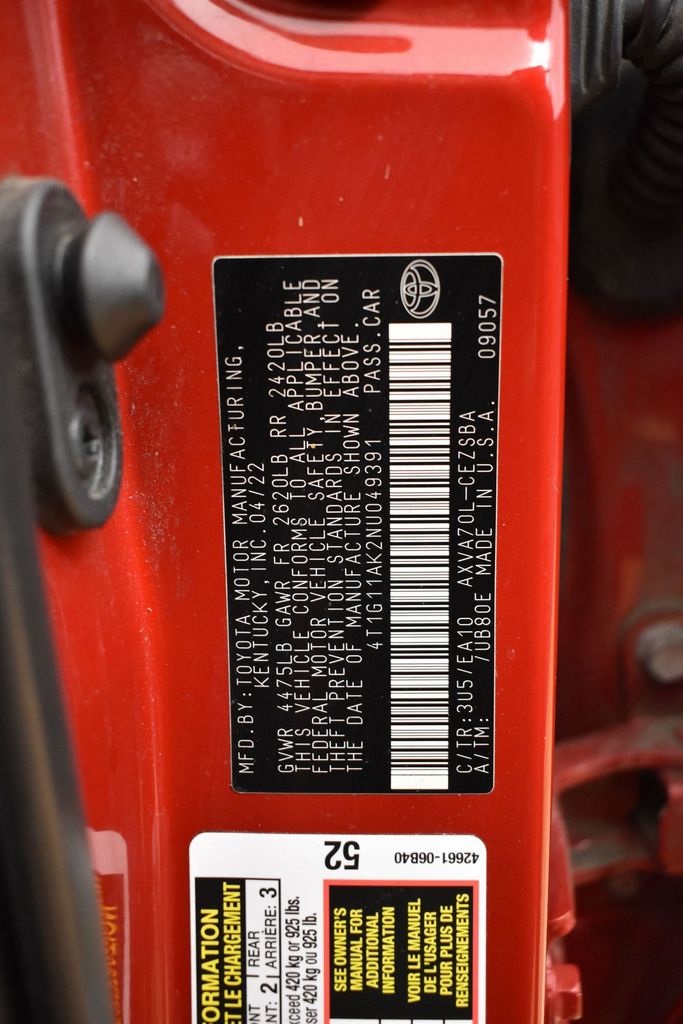 MFD.BY:TOYOTA MOTOR MANUFACTURING,
KENTUCKY, INC. 04/22
GVWR 4475LB GAWR FR 2620LB RR 2420LB
THIS VEHICLE CONFORMS TO ALL APPLICABLE
FEDERAL MOTOR VEHICLE SAFETY, BUMPER, AND
THEFT PREVENTION STANDARDS IN EFFECT ON
THE DATE OF MANUFACTURE SHOWN ABOVE.
4T1G11AK2NU049391 PASS.CAR
C/TR:3U5/EA10 AXVA70L-CEZSBA 09057
A/TM: /UB80E MADE IN U.S.A.
52
42661-06B40
ORMATION
ET LE CHARGEMENT
NT 2 REAR 3
NT: ARRIÈRE:
xceed 420 kg or 925 lbs.
ser 420 kg ou 925 lb.
SEE OWNER'S
MANUAL FOR
ADDITIONAL
INFORMATION
VOIR LE MANUEL
DE L'USAGER
POUR PLUS DE
RENSEIGNEMENTS